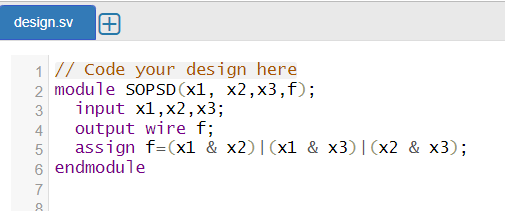 design.sv
1 // Code your design here
2 module SOPSD(x1, x2,x3,f);
3   input x1,x2,x3;
4   output wire f;
5   assign f=(x1 & x2)|(x1 & x3)|(x2 & x3);
6 endmodule
7
8